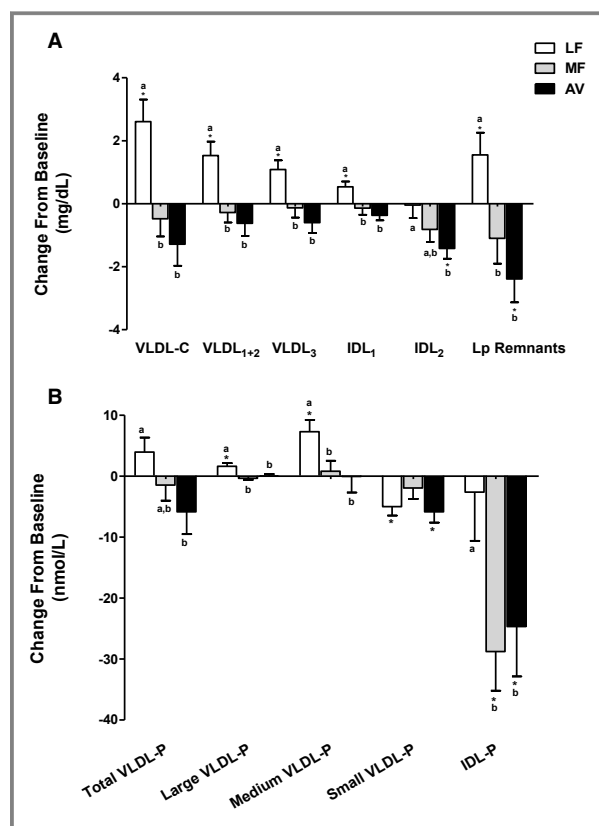 A
LF
MF
AV
4
2
0
-2
-4
Change From Baseline
(mg/dL)
a
*
b
b
a
*
b
b
a
*
b
b
a
*
b
b
a
a,b
*
b
a
*
b
*
b
VLDL-C
VLDL1+2
VLDL3
IDL1
IDL2
Lp Remnants
B
10
0
-10
-20
-30
-40
Change From Baseline
(nmol/L)
a
a,b
b
a
*
b
b
a
*
b
b
*
*
a
*
b
*
b
Total VLDL-P
Large VLDL-P
Medium VLDL-P
Small VLDL-P
IDL-P